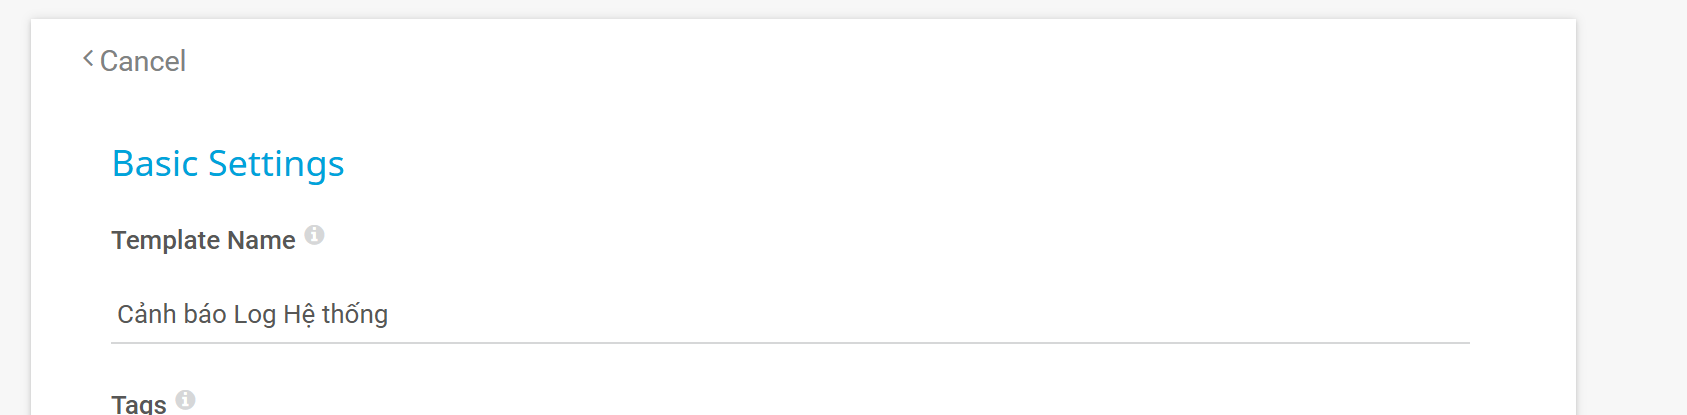 Cancel
Basic Settings
Template Name
Cảnh báo Log Hệ thống
Tags